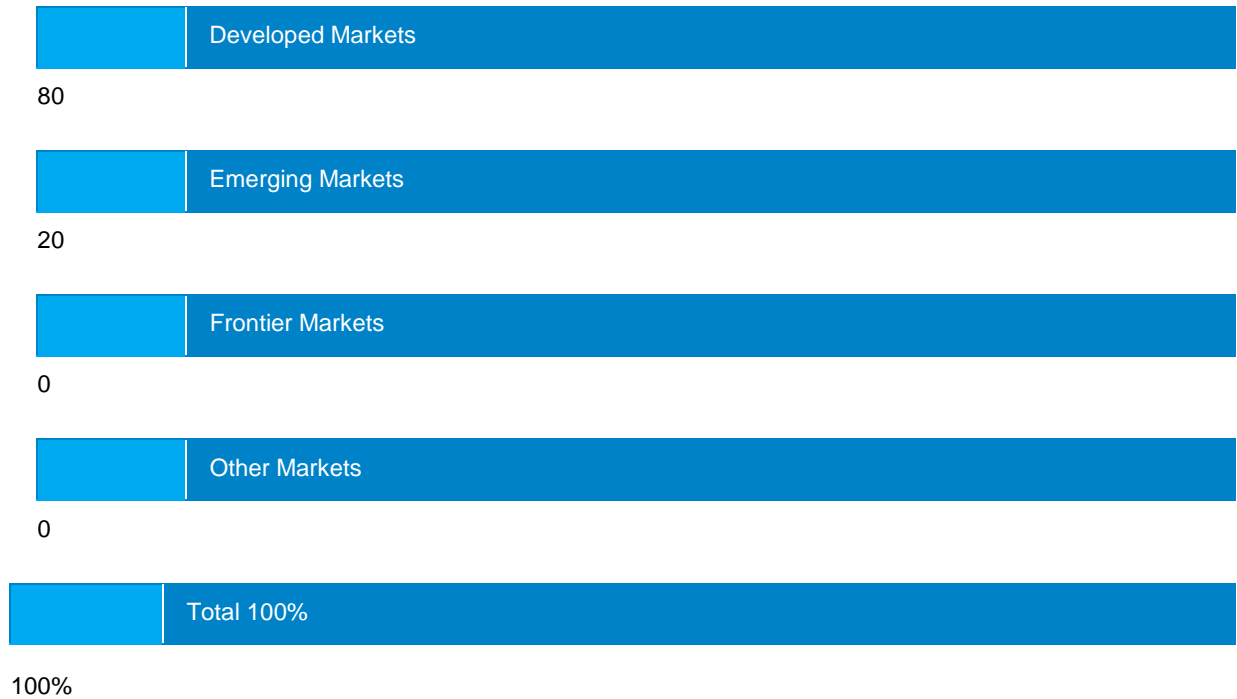 Developed Markets
80
Emerging Markets
20
Frontier Markets
0
Other Markets
0
Total 100%
100%